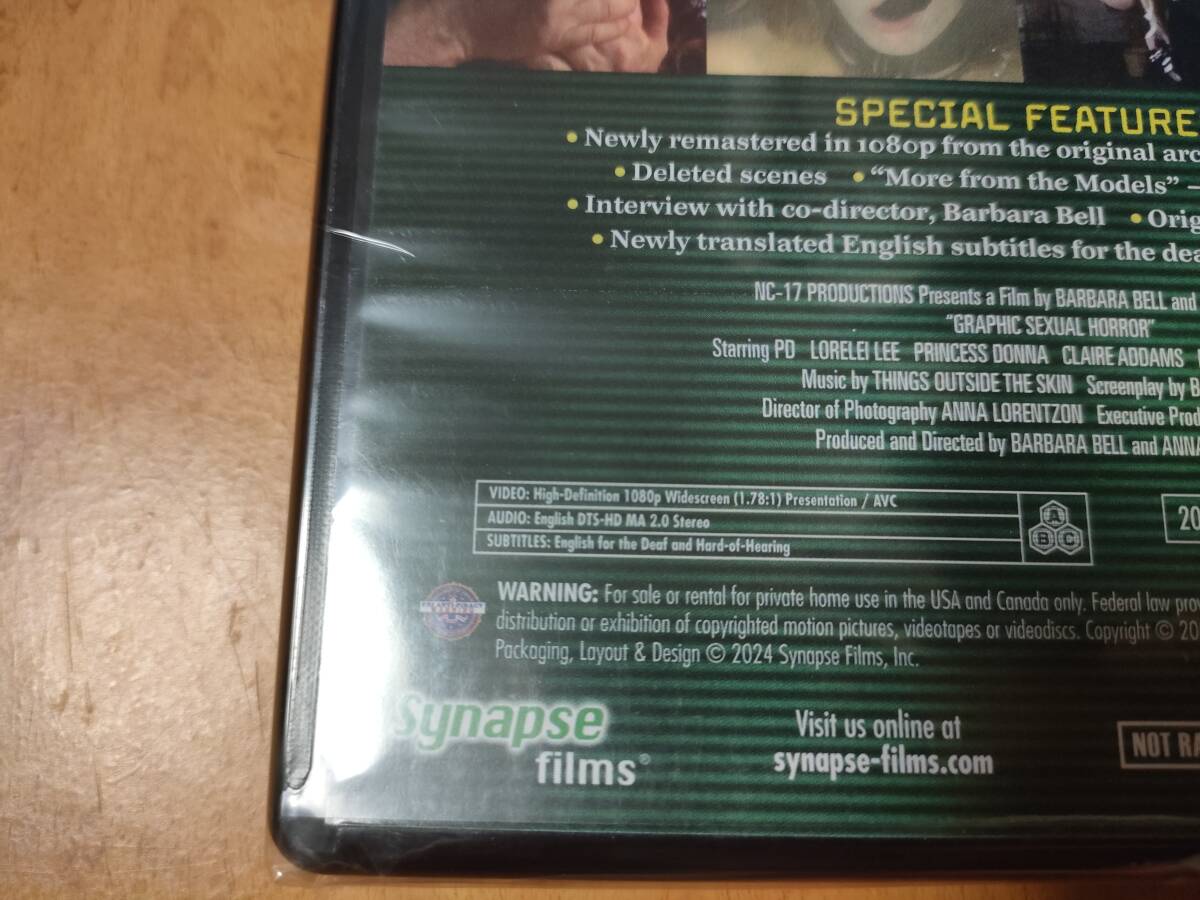 SPECIAL FEATURE
• Newly remastered in 1080p from the original arc
• Deleted scenes • “More from the Models” –
• Interview with co-director, Barbara Bell • Orig
• Newly translated English subtitles for the dea
NC-17 PRODUCTIONS Presents a Film by BARBARA BELL and
"GRAPHIC SEXUAL HORROR"
Starring PD LORELEI LEE PRINCESS DONNA CLAIRE ADDAMS
Music by THINGS OUTSIDE THE SKIN Screenplay by B
Director of Photography ANNA LORENTZON Executive Prod
Produced and Directed by BARBARA BELL and ANNA
VIDEO: High-Definition 1080p Widescreen (1.78:1) Presentation / AVC
AUDIO: English DTS-HD MA 2.0 Stereo
SUBTITLES: English for the Deaf and Hard-of-Hearing
A
B C
20
WARNING: For sale or rental for private home use in the USA and Canada only. Federal law pro
distribution or exhibition of copyrighted motion pictures, videotapes or videodiscs. Copyright © 20
Packaging, Layout & Design © 2024 Synapse Films, Inc.
Synapse
films®
Visit us online at
synapse-films.com
NOT RA